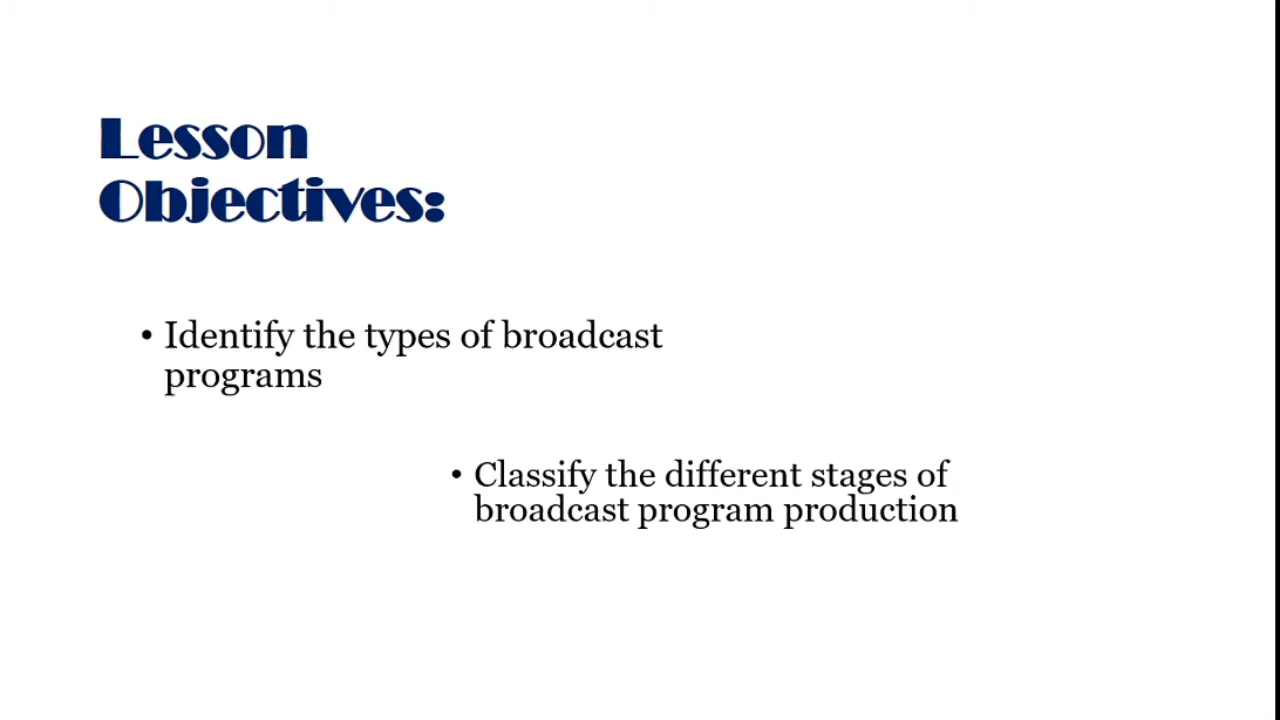 Lesson
Objectives:
• Identify the types of broadcast
programs
• Classify the different stages of
broadcast program production